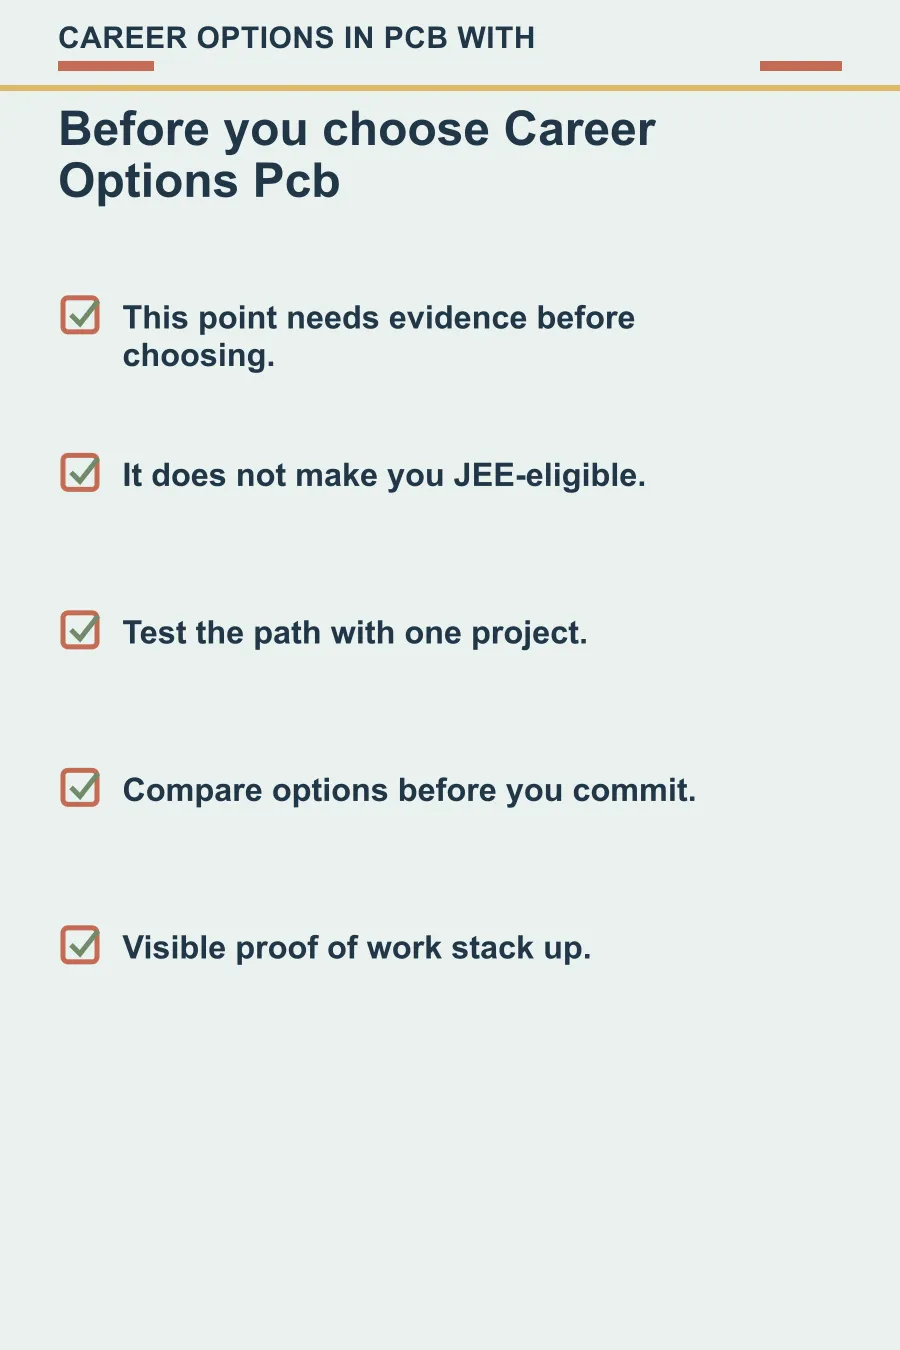 CAREER OPTIONS IN PCB WITH
Before you choose Career
Options Pcb
This point needs evidence before
choosing.
It does not make you JEE-eligible.
Test the path with one project.
Compare options before you commit.
Visible proof of work stack up.